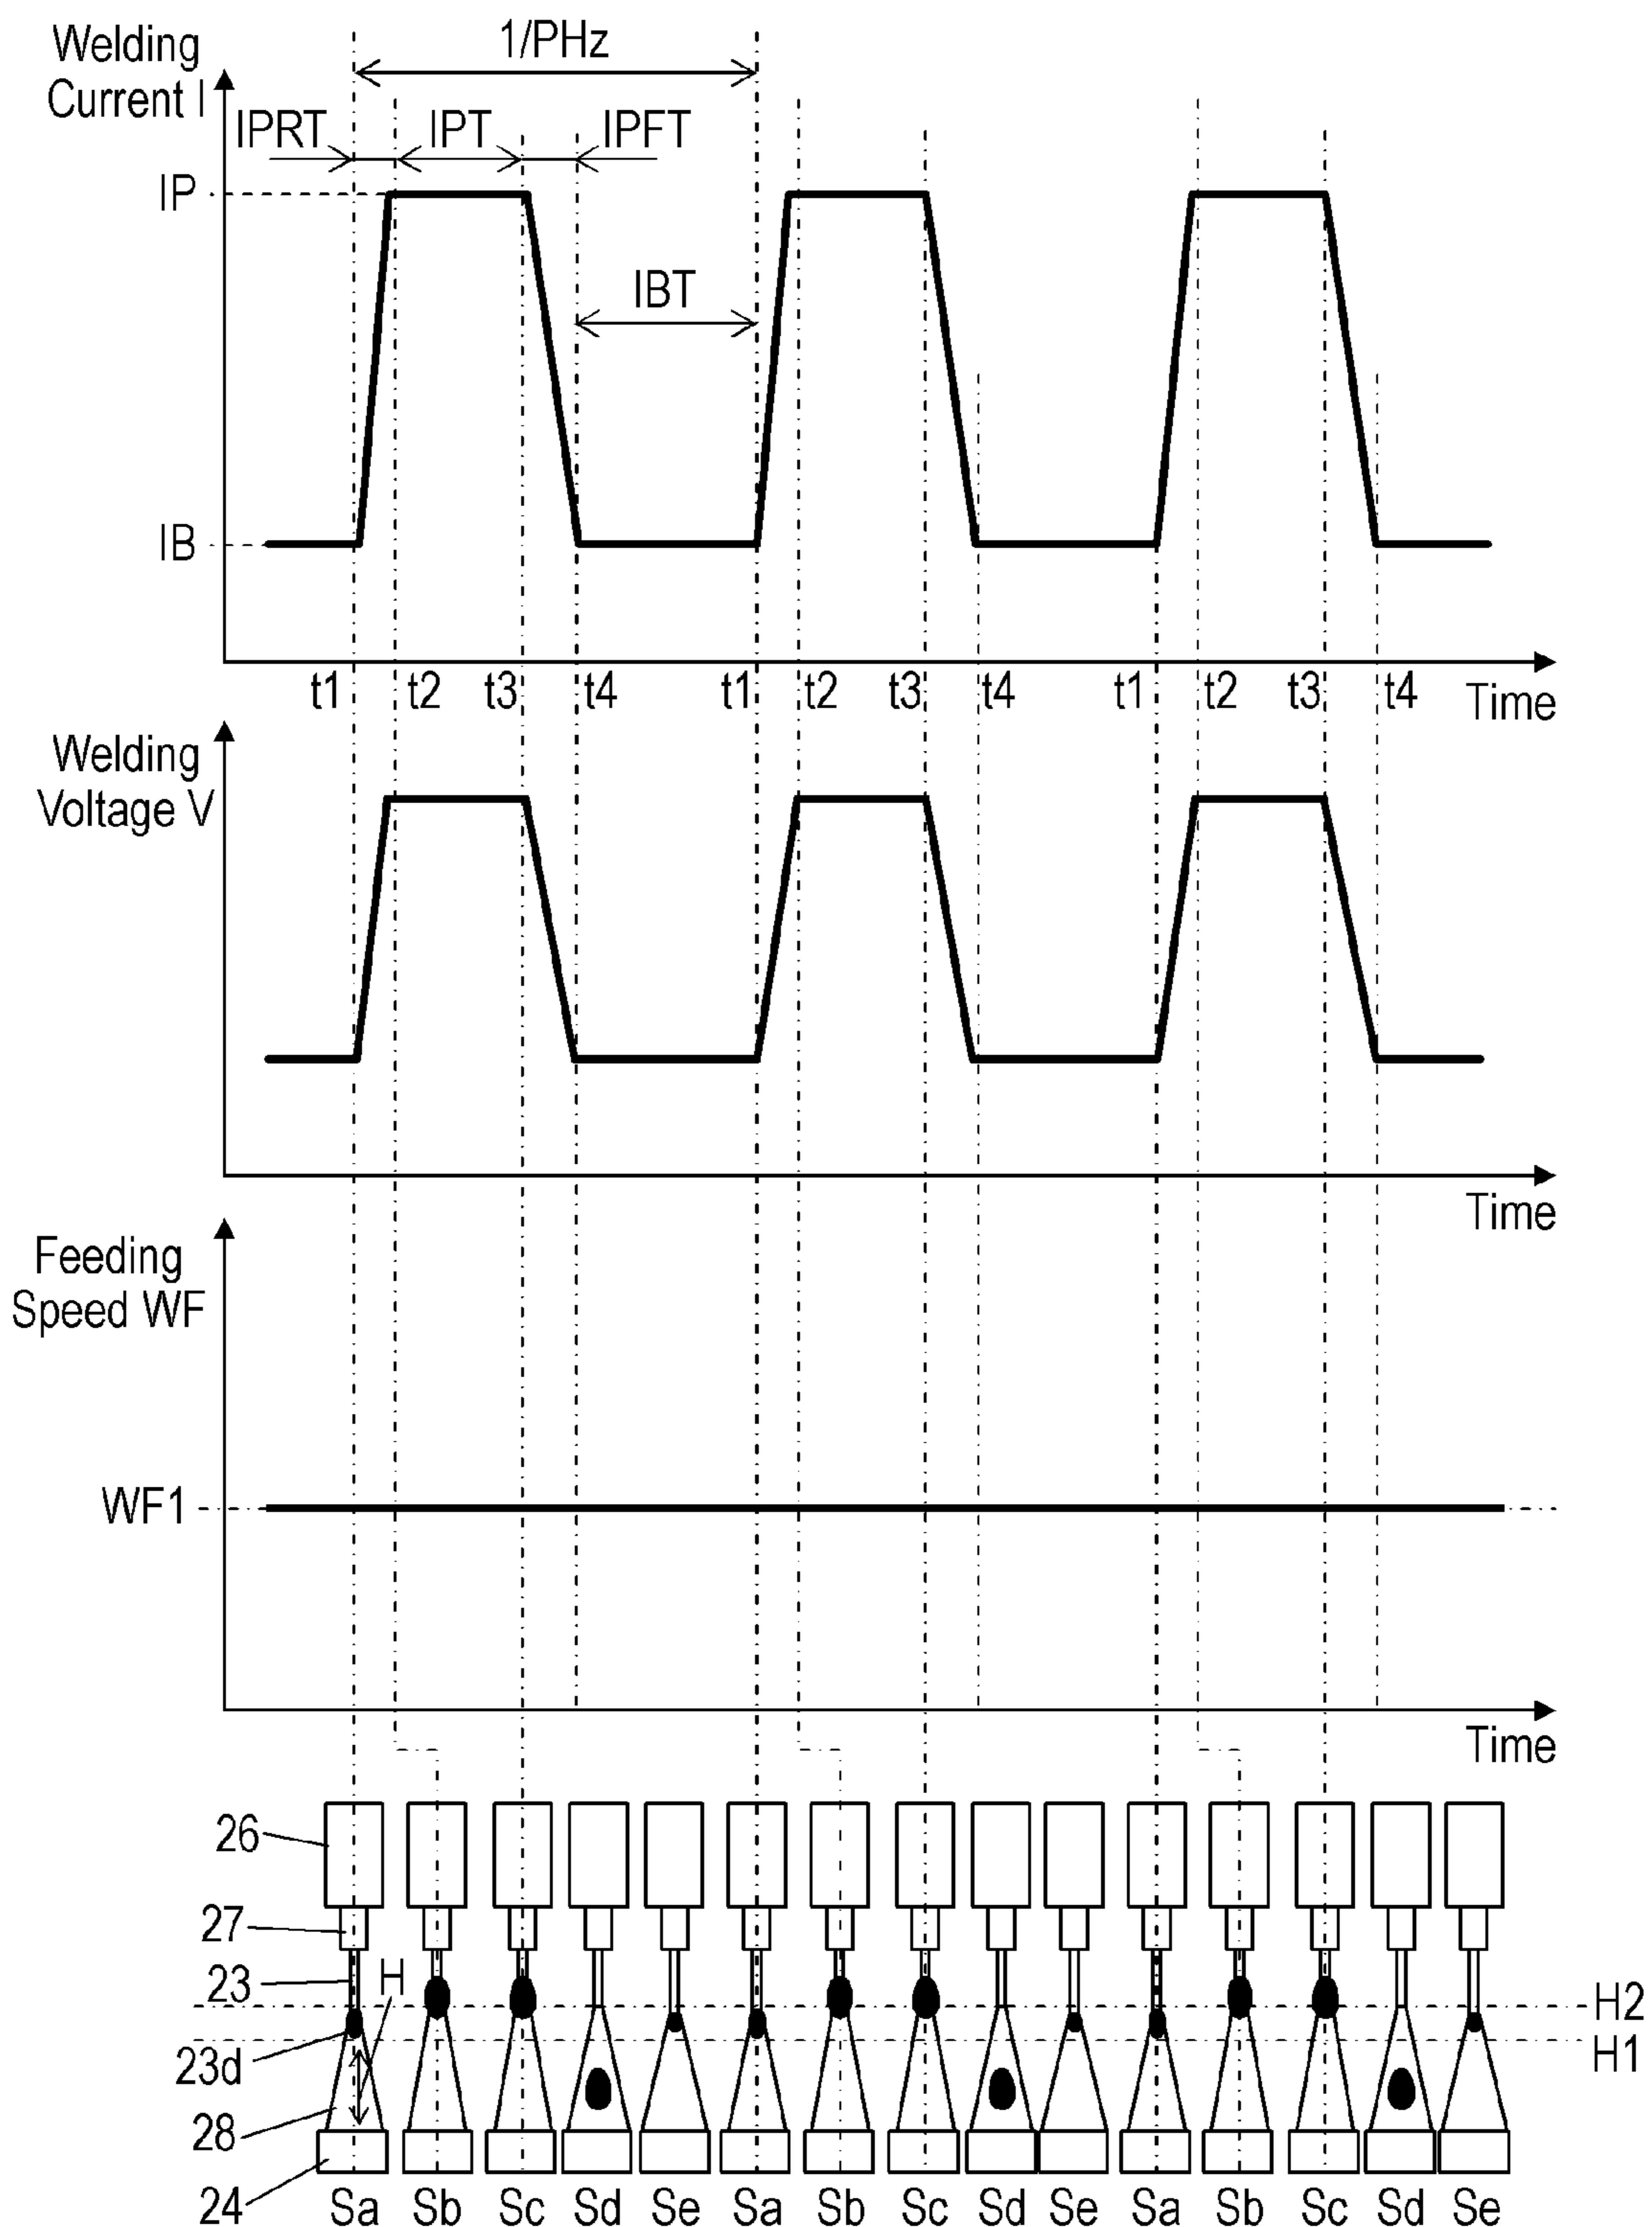 Welding
Current I
1/PHz
IPRT IPT IPFT
IP
IBT
IB
t1 t2 t3 t4 t1 t2 t3 t4 t1 t2 t3 t4
Time
Welding
Voltage V
Time
Feeding
Speed WF
WF1
Time
26
27
23 H
H2
H1
23d
28
24
Sa Sb Sc Sd Se Sa Sb Sc Sd Se Sa Sb Sc Sd Se